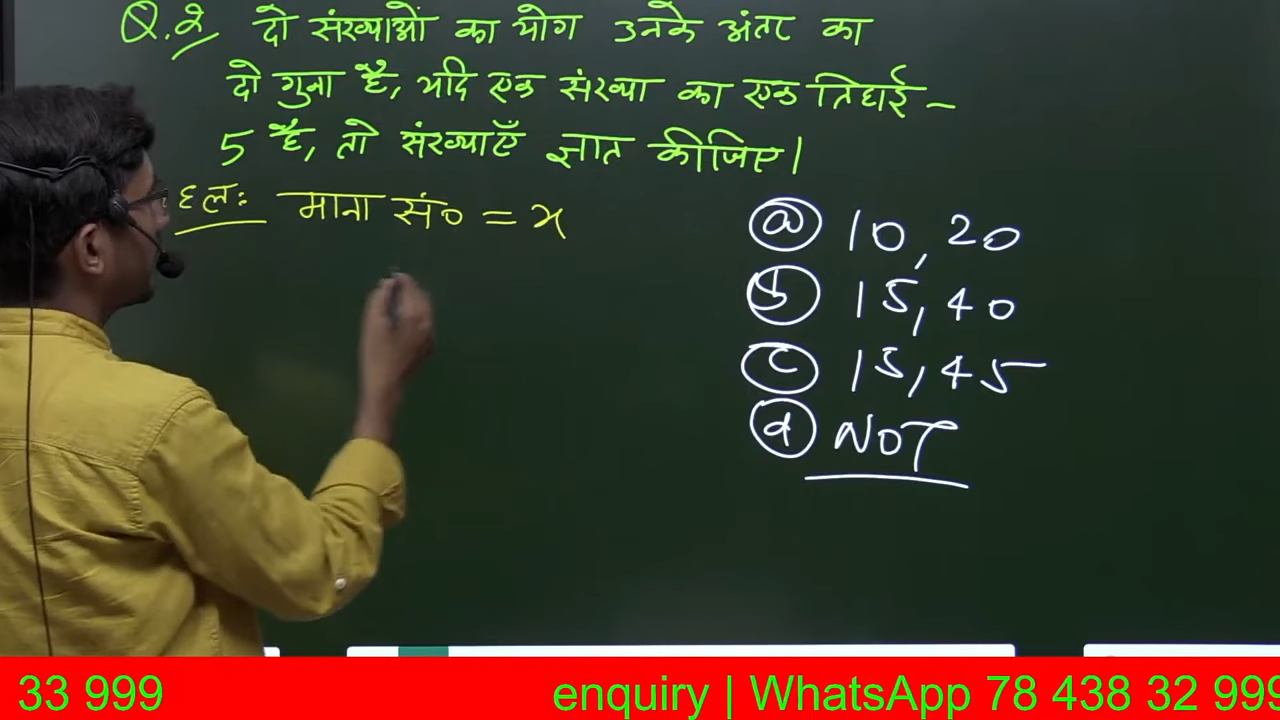 Q.2 दो संख्याओं का योग उनके अंतर का
दो गुना है, यदि एक संख्या का एक तिहाई -
5 है, तो संख्याएँ ज्ञात कीजिए।
हलः माना सं० = x
(a) 10, 20
(b) 15, 40
(c) 15, 45
(d) NOT
33 999
enquiry | WhatsApp 78 438 32 999